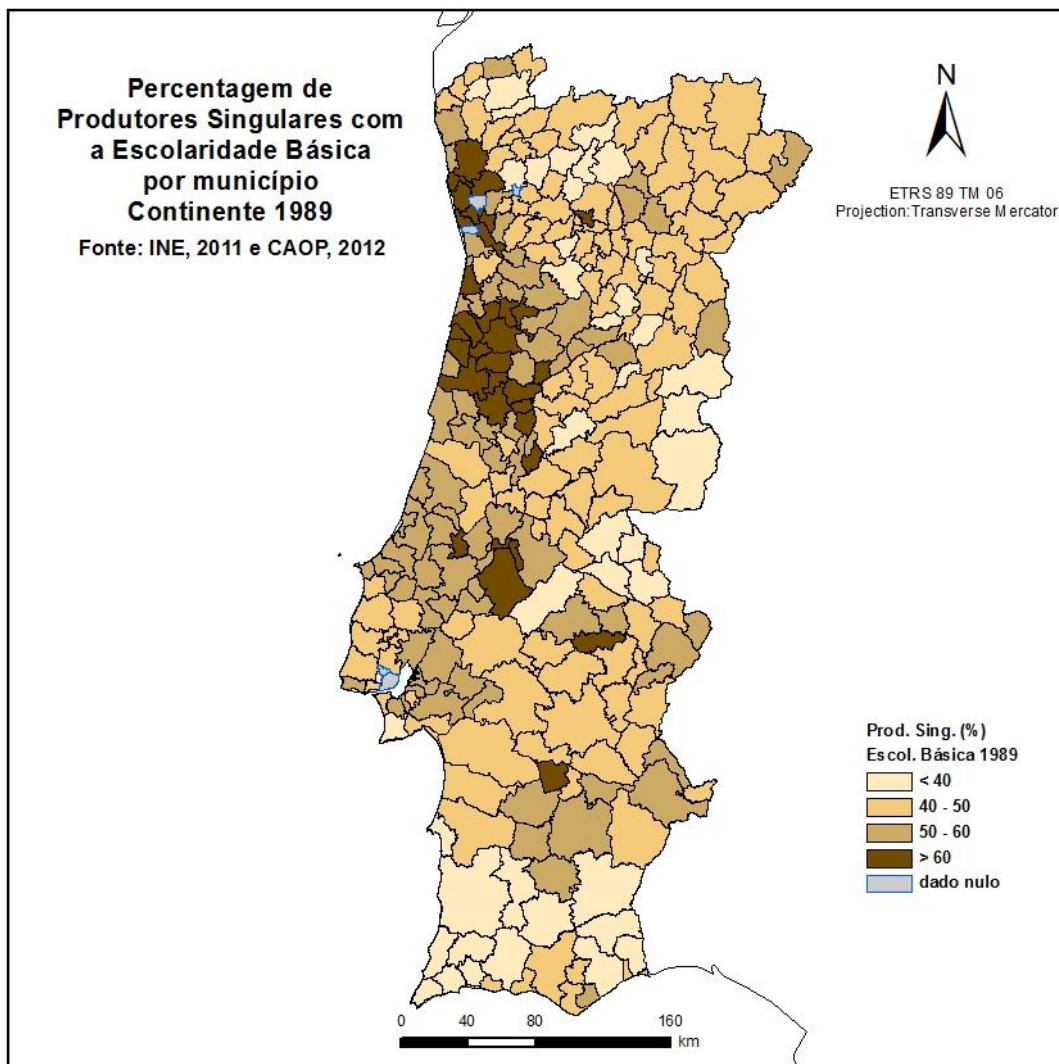 Percentagem de
Produtores Singulares com
a Escolaridade Básica
por município
Continente 1989
Fonte: INE, 2011 e CAOP, 2012
N
ETRS 89 TM 06
Projection: Transverse Mercator
Prod. Sing. (%)
Escol. Básica 1989
< 40
40 - 50
50 - 60
> 60
dado nulo
0 40 80 160
km